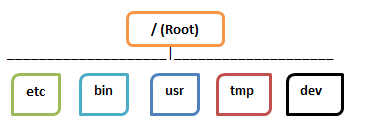 / (Root)
etc bin usr tmp dev